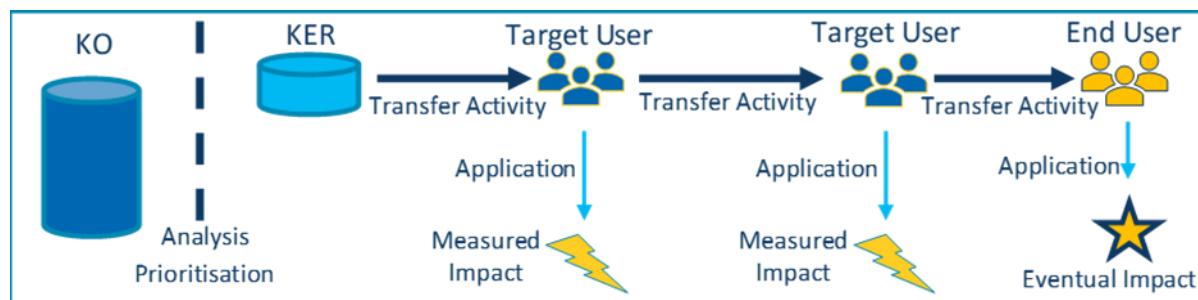 KO
KER
Target User
Target User
End User
Transfer Activity
Transfer Activity
Transfer Activity
Application
Application
Application
Analysis
Prioritisation
Measured
Impact
Measured
Impact
Eventual Impact